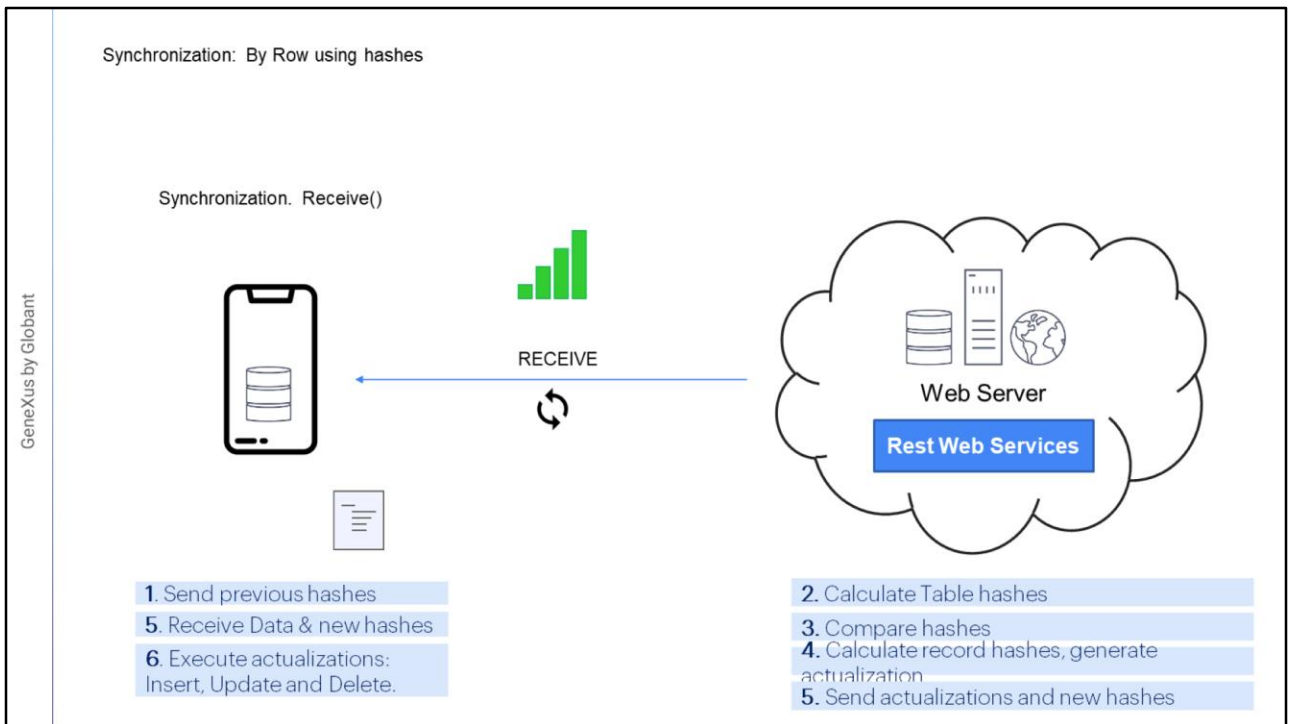 Synchronization: By Row using hashes
Synchronization. Receive()
GeneXus by Globant
RECEIVE
Web Server
Rest Web Services
1. Send previous hashes
5. Receive Data & new hashes
6. Execute actualizations:
Insert, Update and Delete.
2. Calculate Table hashes
3. Compare hashes
4. Calculate record hashes, generate
actualization
5. Send actualizations and new hashes